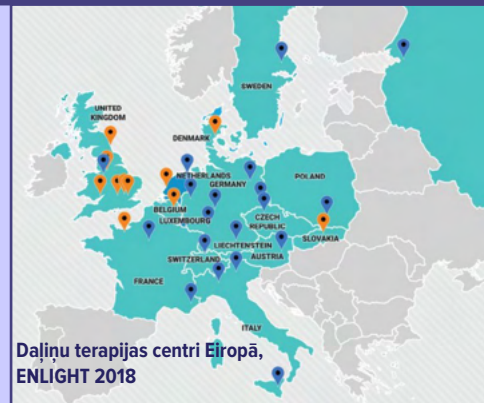 SWEDEN
UNITED
KINGDOM
DENMARK
NETHERLANDS
POLAND
GERMANY
BELGIUM
LUXEMBOURG
CZECH
REPUBLIC
SLOVAKIA
LIECHTENSTEIN
AUSTRIA
SWITZERLAND
FRANCE
ITALY
Daļiņu terapijas centri Eiropā,
ENLIGHT 2018